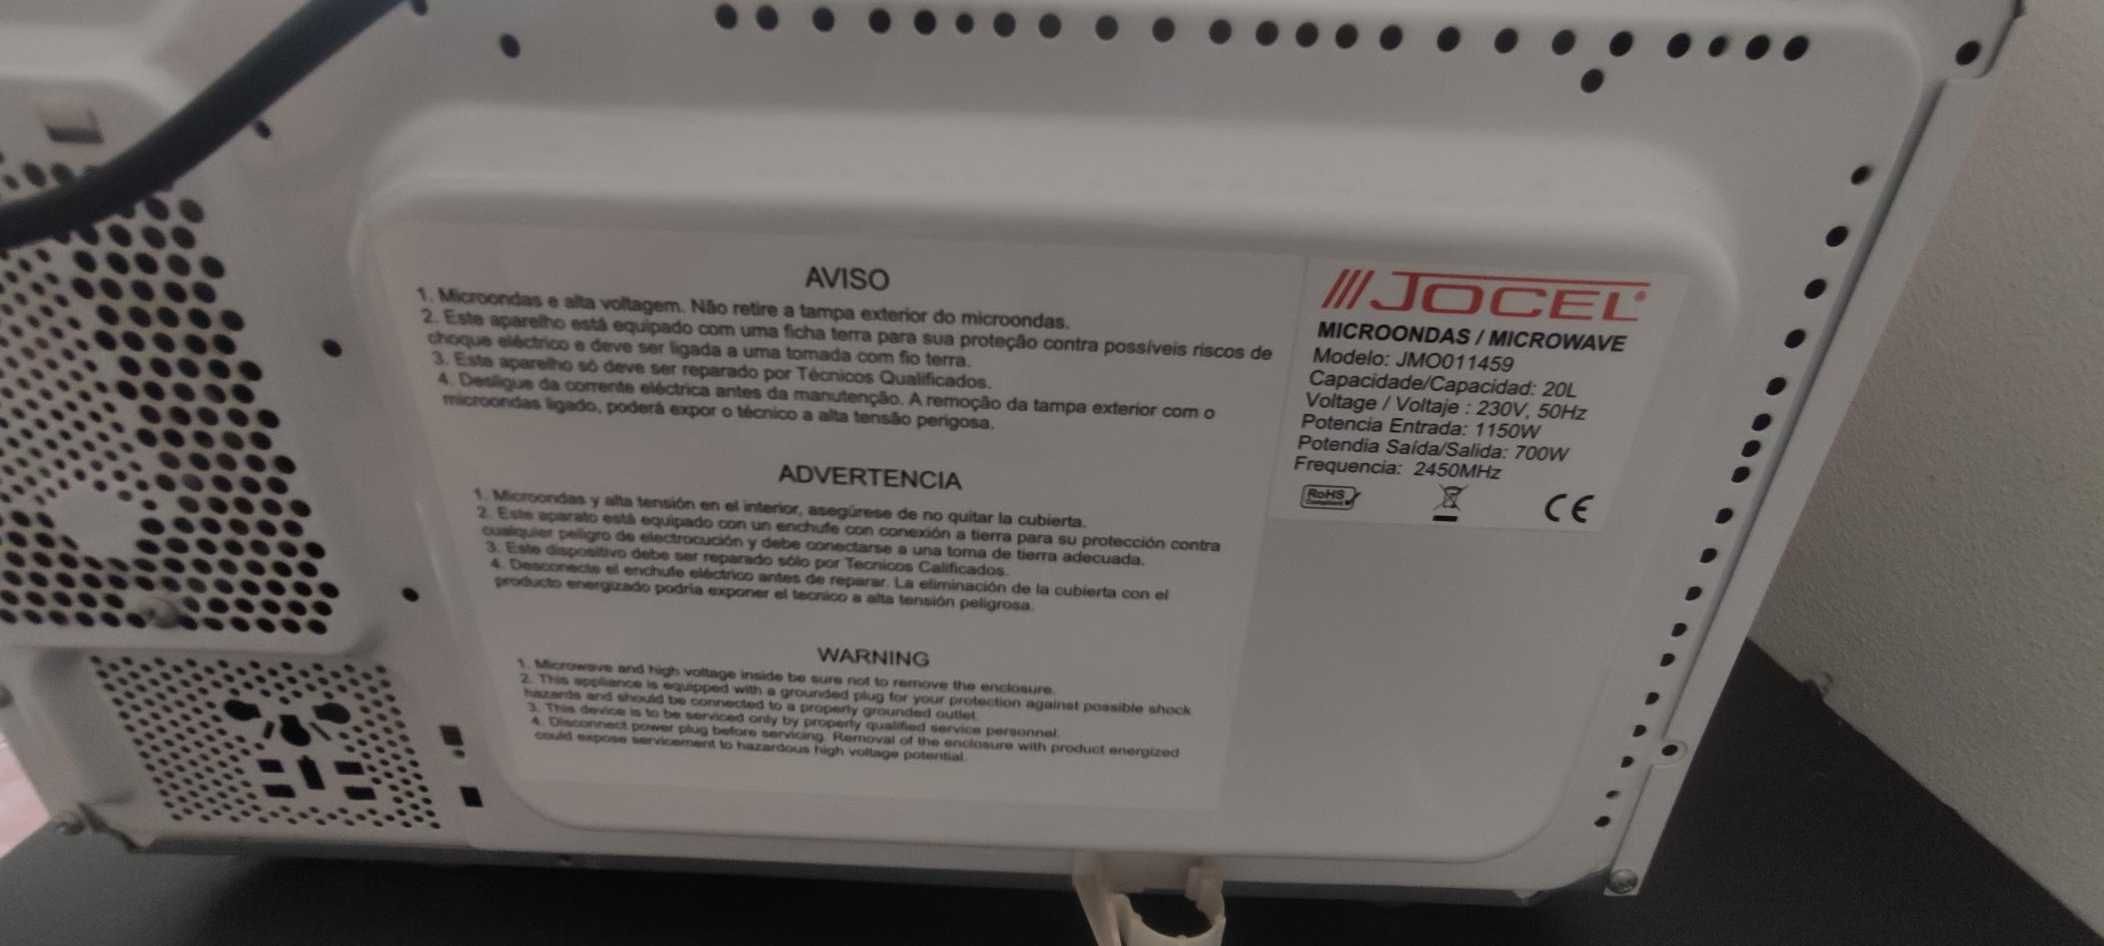 AVISO
1. Microondas e alta voltagem. Não retire a tampa exterior do microondas.
2. Este aparelho está equipado com uma ficha terra para sua proteção contra possíveis riscos de
choque eléctrico e deve ser ligada a uma tomada com fio terra.
3. Este aparelho só deve ser reparado por Técnicos Qualificados.
4. Desligue da corrente eléctrica antes da manutenção. A remoção da tampa exterior com o
microondas ligado, poderá expor o técnico a alta tensão perigosa.
ADVERTENCIA
1. Microondas y alta tensión en el interior, asegúrese de no quitar la cubierta.
2. Este aparato está equipado con un enchufe con conexión a tierra para su protección contra
cualquier peligro de electrocución y debe conectarse a una toma de tierra adecuada.
3. Este dispositivo debe ser reparado sólo por Tecnicos Calificados.
4. Desconecte el enchufe eléctrico antes de reparar. La eliminación de la cubierta con el
producto energizado podría exponer el tecnico a alta tensión peligrosa.
WARNING
1. Microwave and high voltage inside be sure not to remove the enclosure.
2. This appliance is equipped with a grounded plug for your protection against possible shock
hazards and should be connected to a properly grounded outlet.
3. This device is to be serviced only by properly qualified service personnel.
4. Disconnect power plug before servicing. Removal of the enclosure with product energized
could expose servicement to hazardous high voltage potential.
JOCEL®
MICROONDAS / MICROWAVE
Modelo: JMO011459
Capacidade/Capacidad: 20L
Voltage / Voltaje : 230V, 50Hz
Potencia Entrada: 1150W
Potendia Saída/Salida: 700W
Frequencia: 2450MHz
RoHS
Compliant
CE